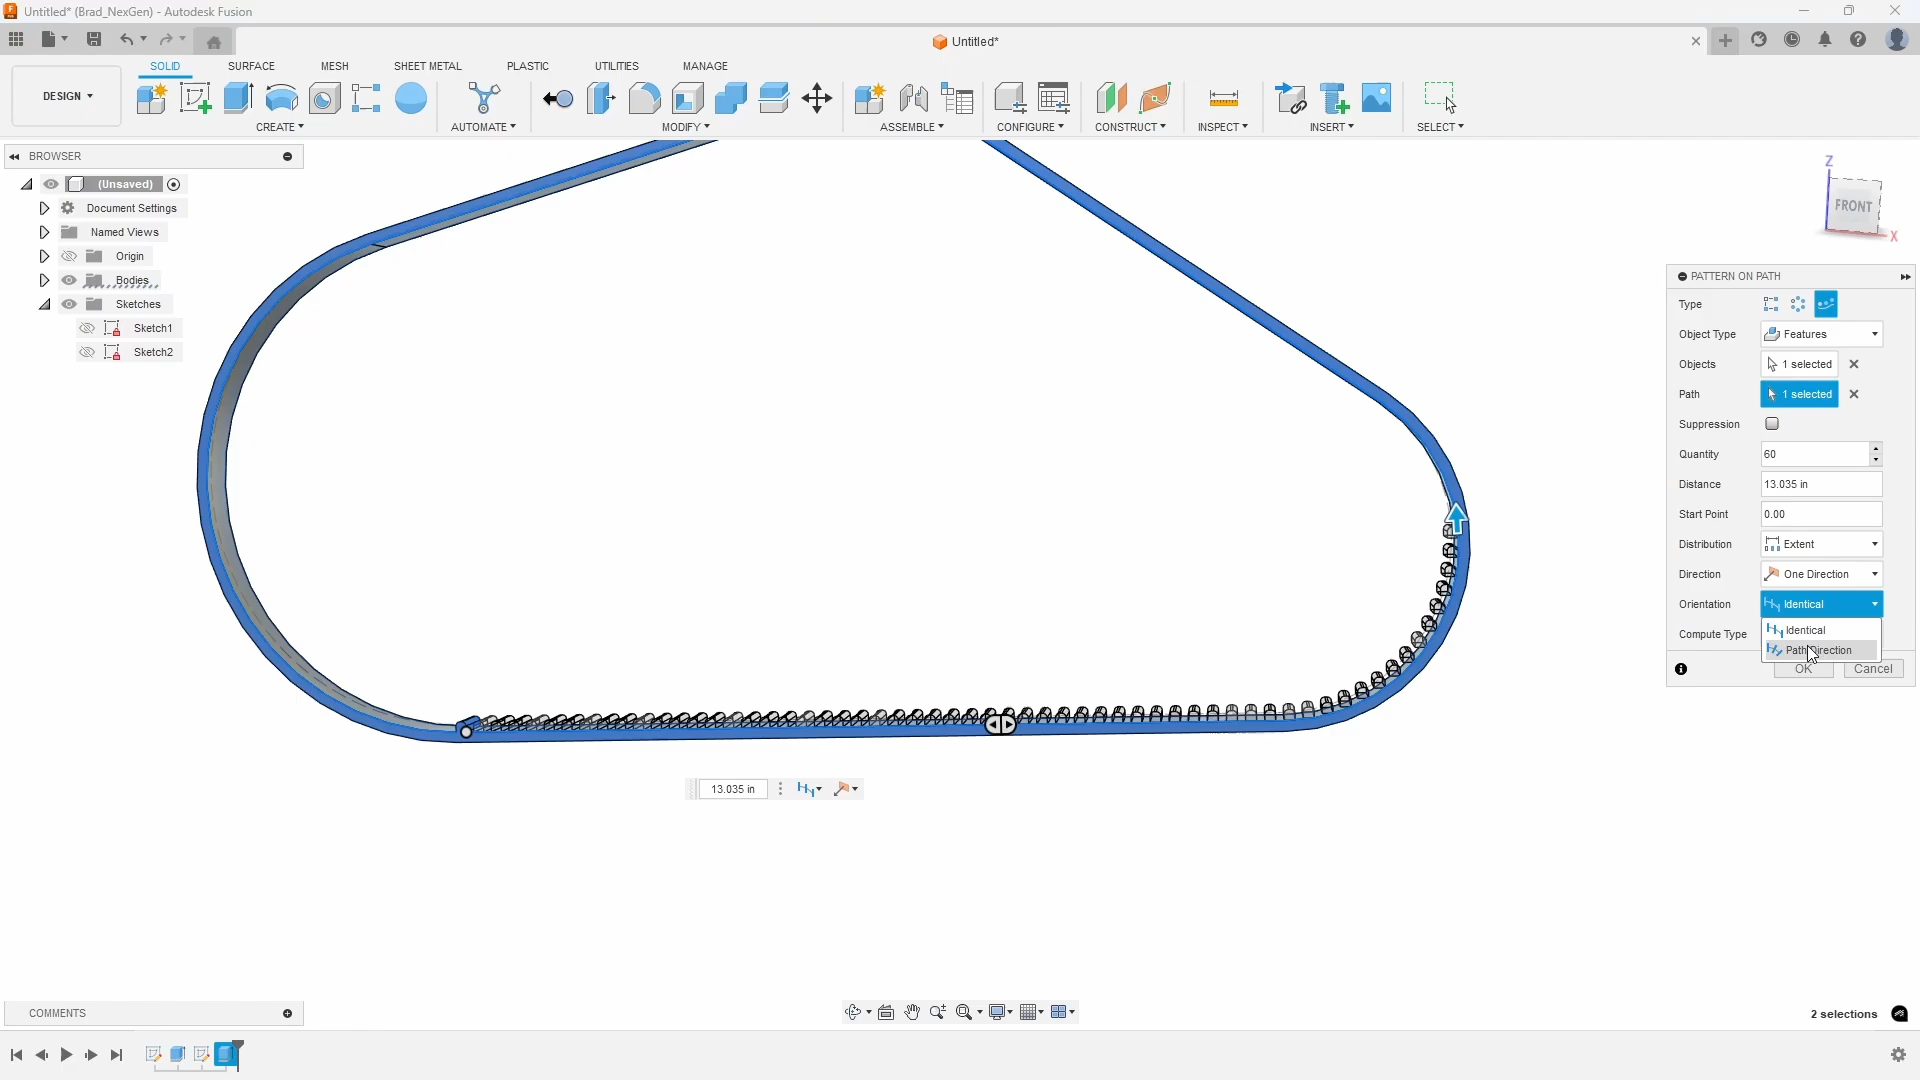 Untitled* (Brad_NexGen) - Autodesk Fusion
Untitled*
SOLID SURFACE MESH SHEET METAL PLASTIC UTILITIES MANAGE
DESIGN
CREATE AUTOMATE MODIFY ASSEMBLE CONFIGURE CONSTRUCT INSPECT INSERT SELECT
BROWSER
(Unsaved)
Document Settings
Named Views
Origin
Bodies
Sketches
Sketch1
Sketch2
Z
FRONT
X
PATTERN ON PATH
Type
Object Type Features
Objects 1 selected
Path 1 selected
Suppression
Quantity 60
Distance 13.035 in
Start Point 0.00
Distribution Extent
Direction One Direction
Orientation Identical
Identical
Compute Type
Path Direction
OK Cancel
13.035 in
COMMENTS
2 selections